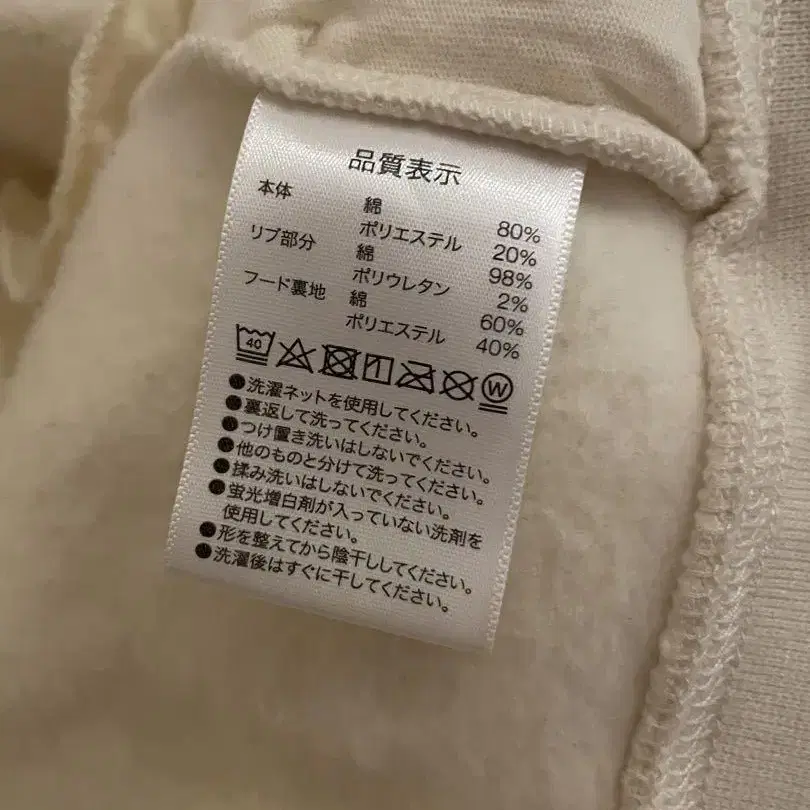 品質表示
本体 綿 80%
ポリエステル 20%
リブ部分 綿 98%
ポリウレタン 2%
フード裏地 綿 60%
ポリエステル 40%
40 W
●洗濯ネットを使用してください。
●裏返して洗ってください。
●つけ置き洗いはしないでください。
●他のものと分けて洗ってください。
●揉み洗いはしないでください。
●蛍光増白剤が入っていない洗剤を
使用してください。
●形を整えてから陰干ししてください。
●洗濯後はすぐに干してください。